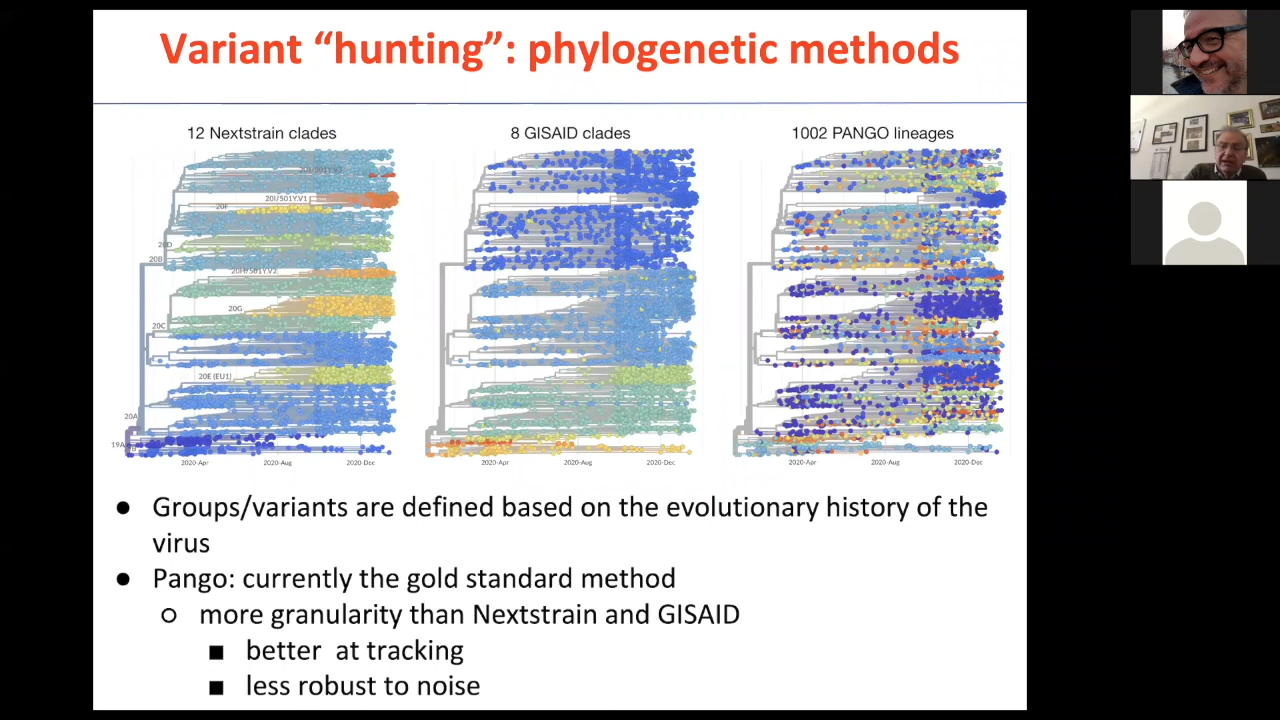 Variant “hunting”: phylogenetic methods
12 Nextstrain clades
8 GISAID clades
1002 PANGO lineages
20I/501Y.V1
20F
20D
20B
20H/501Y.V2
20G
20C
20E (EU1)
20A
19A
2020-Apr
2020-Aug
2020-Dec
2020-Apr
2020-Aug
2020-Dec
2020-Apr
2020-Aug
2020-Dec
● Groups/variants are defined based on the evolutionary history of the
virus
● Pango: currently the gold standard method
○ more granularity than Nextstrain and GISAID
■ better at tracking
■ less robust to noise